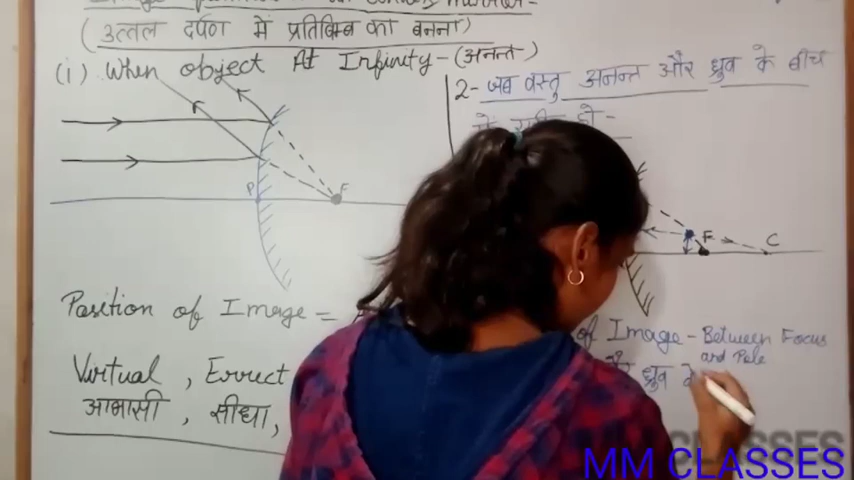 (उत्तल दर्पण में प्रतिबिम्ब का बनना)
(i) When object At Infinity-(अनन्त)
P
F
Position of Image =
Virtual , Errect
आभासी , सीधा,
2- जब वस्तु अनन्त और ध्रुव के बीच
F
C
of Image - Between Focus
and Pole
ध्रुव
MM CLASSES